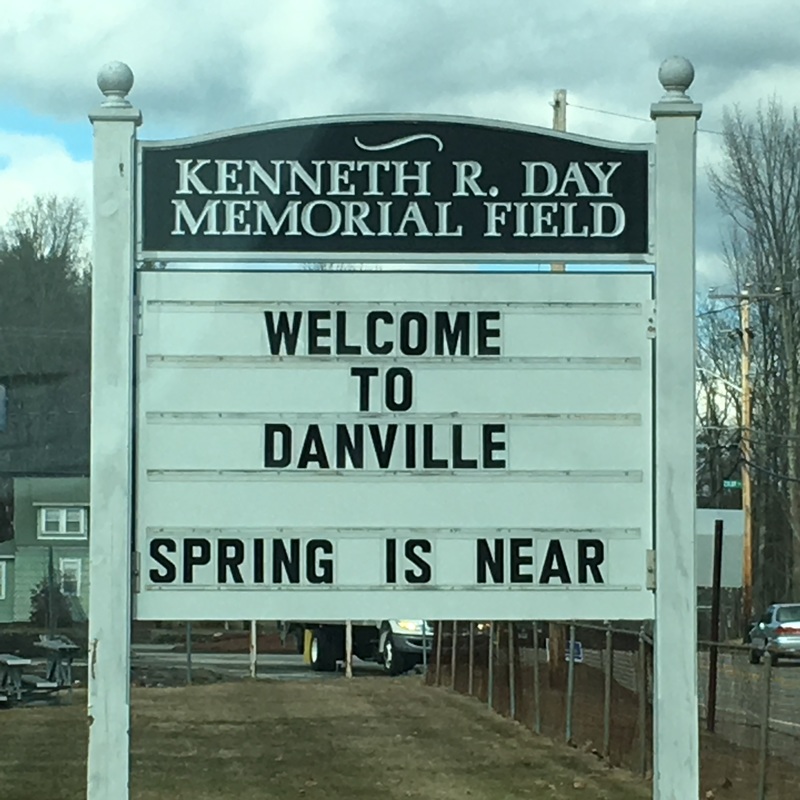 KENNETH R. DAY
MEMORIAL FIELD
WELCOME
TO
DANVILLE
SPRING IS NEAR